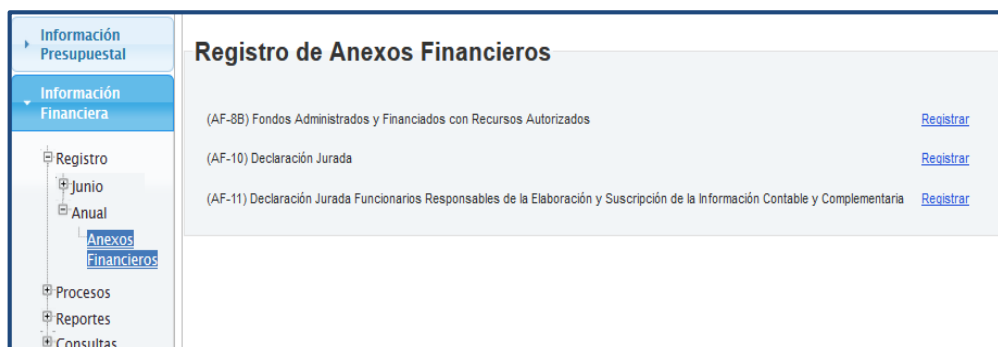 Información
Presupuestal
Información
Financiera
Registro
Junio
Anual
Anexos
Financieros
Procesos
Reportes
Consultas
Registro de Anexos Financieros
(AF-8B) Fondos Administrados y Financiados con Recursos Autorizados Registrar
(AF-10) Declaración Jurada Registrar
(AF-11) Declaración Jurada Funcionarios Responsables de la Elaboración y Suscripción de la Información Contable y Complementaria Registrar